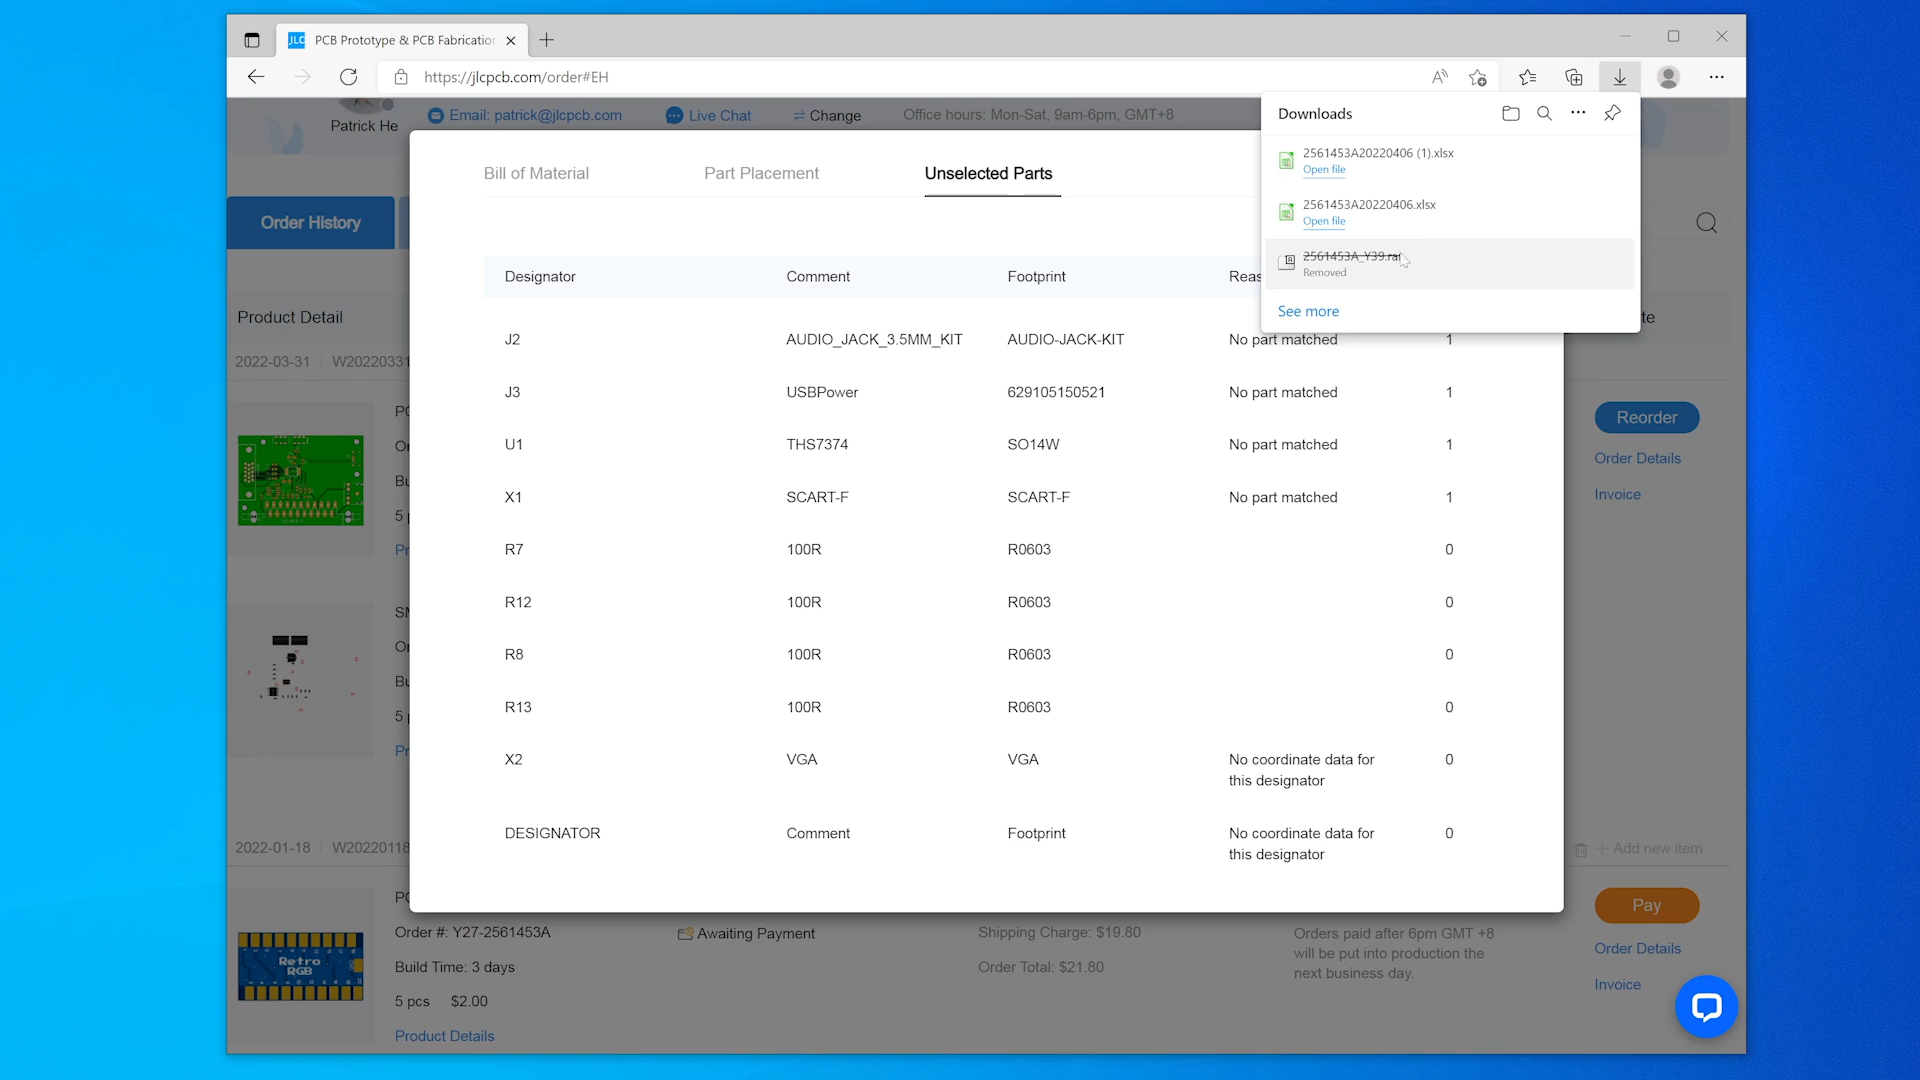 JLC PCB Prototype & PCB Fabrication
https://jlcpcb.com/order#EH
Patrick He
Email: patrick@jlcpcb.com
Live Chat
Change
Office hours: Mon-Sat, 9am-6pm, GMT+8
Downloads
2561453A20220406 (1).xlsx
Open file
2561453A20220406.xlsx
Open file
2561453A_Y39.rar
Removed
See more
Bill of Material
Part Placement
Unselected Parts
Order History
Product Detail
Designator Comment Footprint Reas
J2 AUDIO_JACK_3.5MM_KIT AUDIO-JACK-KIT No part matched 1
J3 USBPower 629105150521 No part matched 1
U1 THS7374 SO14W No part matched 1
X1 SCART-F SCART-F No part matched 1
R7 100R R0603 0
R12 100R R0603 0
R8 100R R0603 0
R13 100R R0603 0
X2 VGA VGA No coordinate data for 0
this designator
DESIGNATOR Comment Footprint No coordinate data for 0
this designator
2022-03-31 W20220331
SCART-F
Reorder
Order Details
Invoice
2022-01-18 W20220118
Add new item
Retro
RGB
Order #: Y27-2561453A
Build Time: 3 days
5 pcs $2.00
Product Details
Awaiting Payment
Shipping Charge: $19.80
Order Total: $21.80
Orders paid after 6pm GMT +8
will be put into production the
next business day.
Pay
Order Details
Invoice